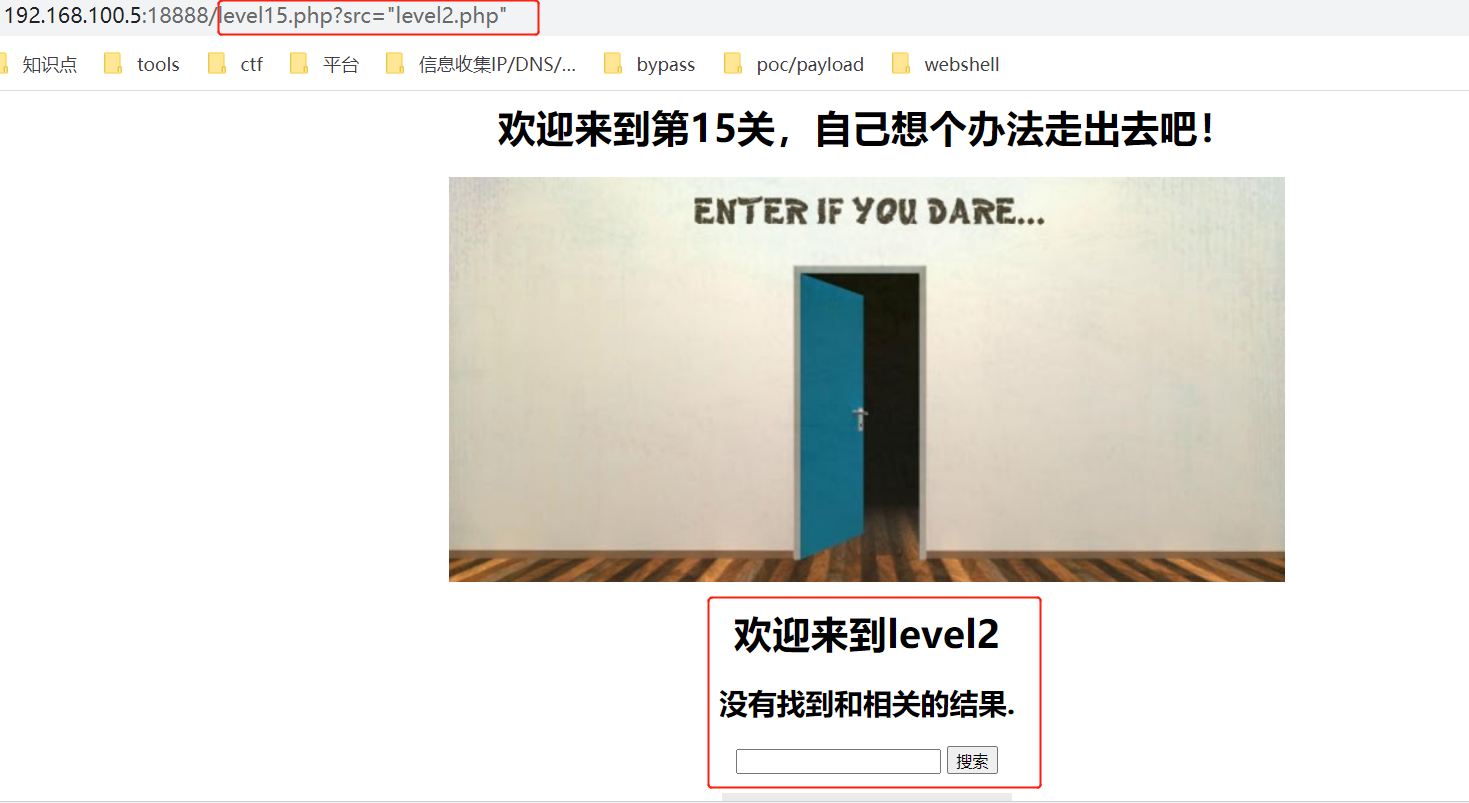 192.168.100.5:18888/level15.php?src="level2.php"
知识点 tools ctf 平台 信息收集IP/DNS/... bypass poc/payload webshell
欢迎来到第15关，自己想个办法走出去吧！
ENTER IF YOU DARE...
欢迎来到level2
没有找到和相关的结果.
搜索